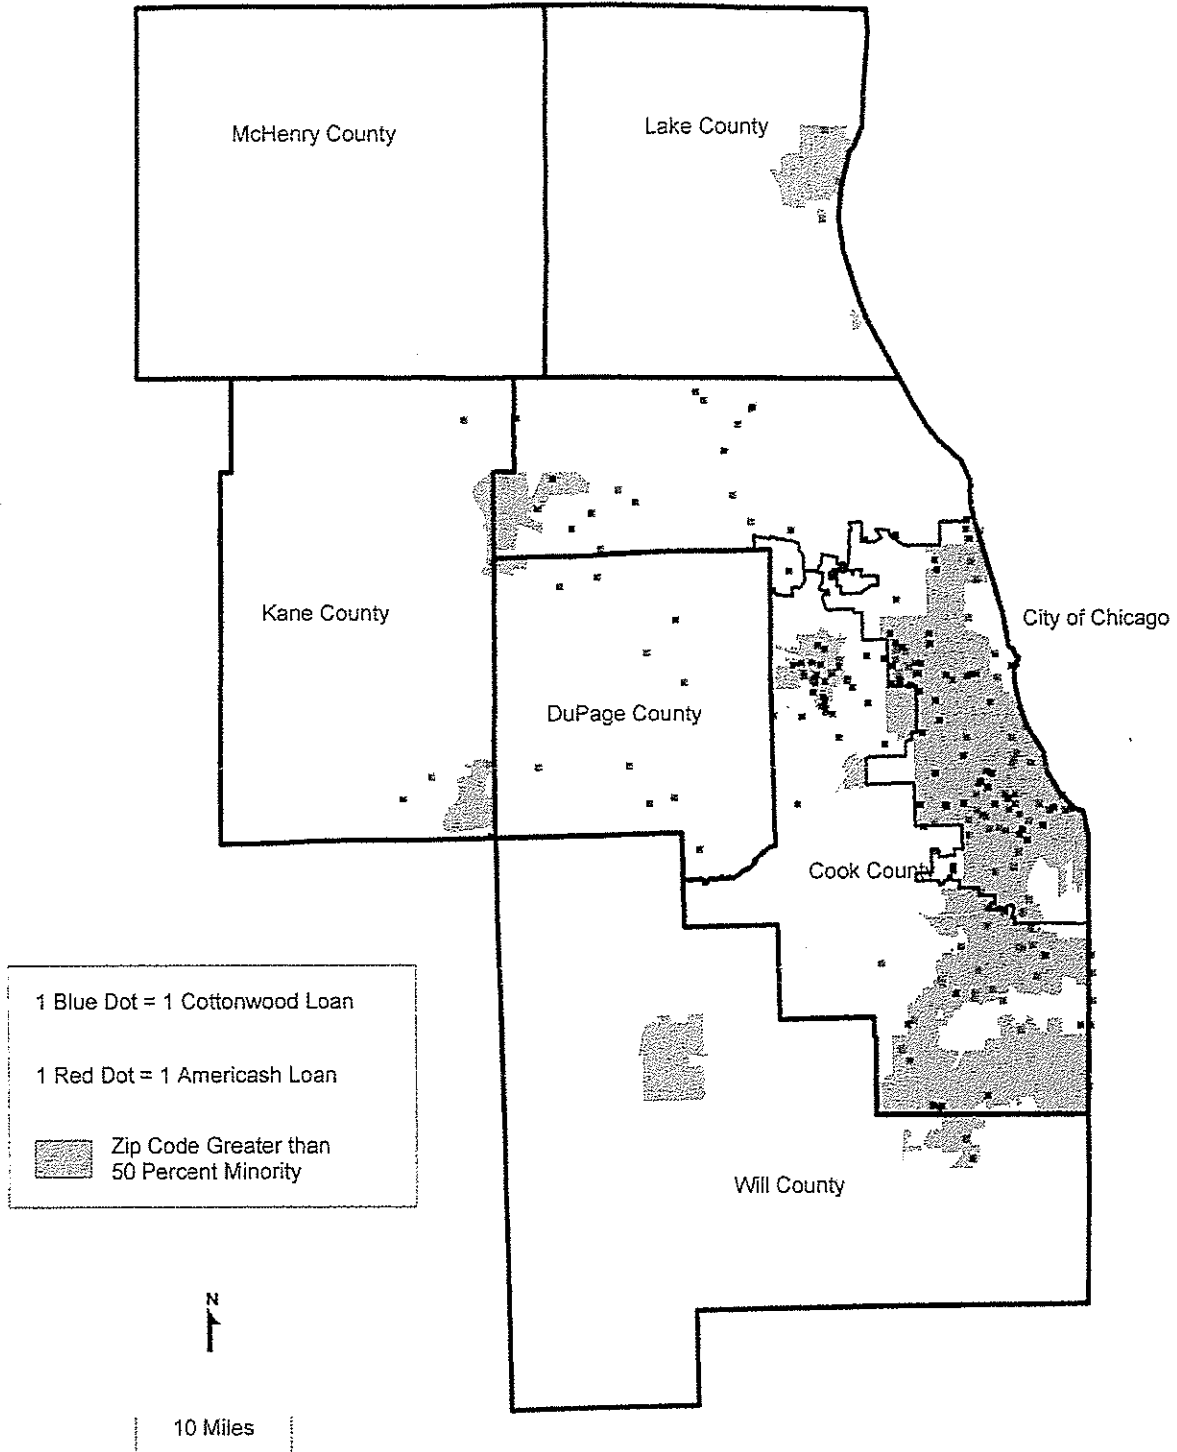 McHenry County
Lake County
Kane County
City of Chicago
DuPage County
Cook County
1 Blue Dot = 1 Cottonwood Loan
1 Red Dot = 1 Americash Loan
Zip Code Greater than
50 Percent Minority
Will County
N
10 Miles